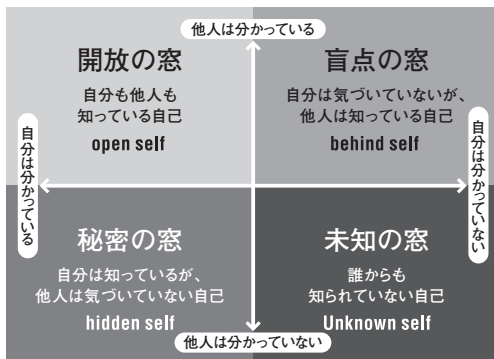 他人は分かっている
開放の窓
自分も他人も
知っている自己
open self
盲点の窓
自分は気づいていないが、
他人は知っている自己
behind self
自分は分かっている
自分は分かっていない
秘密の窓
自分は知っているが、
他人は気づいていない自己
hidden self
未知の窓
誰からも
知られていない自己
Unknown self
他人は分かっていない